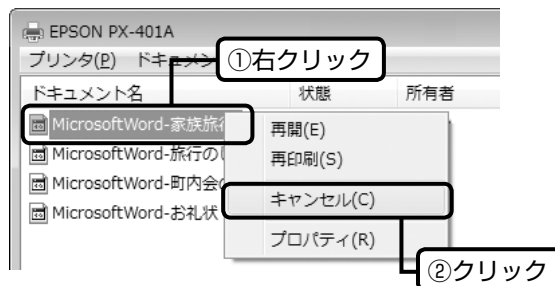 EPSON PX-401A
プリンタ(P) ドキュメン
①右クリック
ドキュメント名 状態 所有者
MicrosoftWord-家族旅行
MicrosoftWord-旅行のし
MicrosoftWord-町内会の
MicrosoftWord-お礼状
再開(E)
再印刷(S)
キャンセル(C)
プロパティ(R)
②クリック